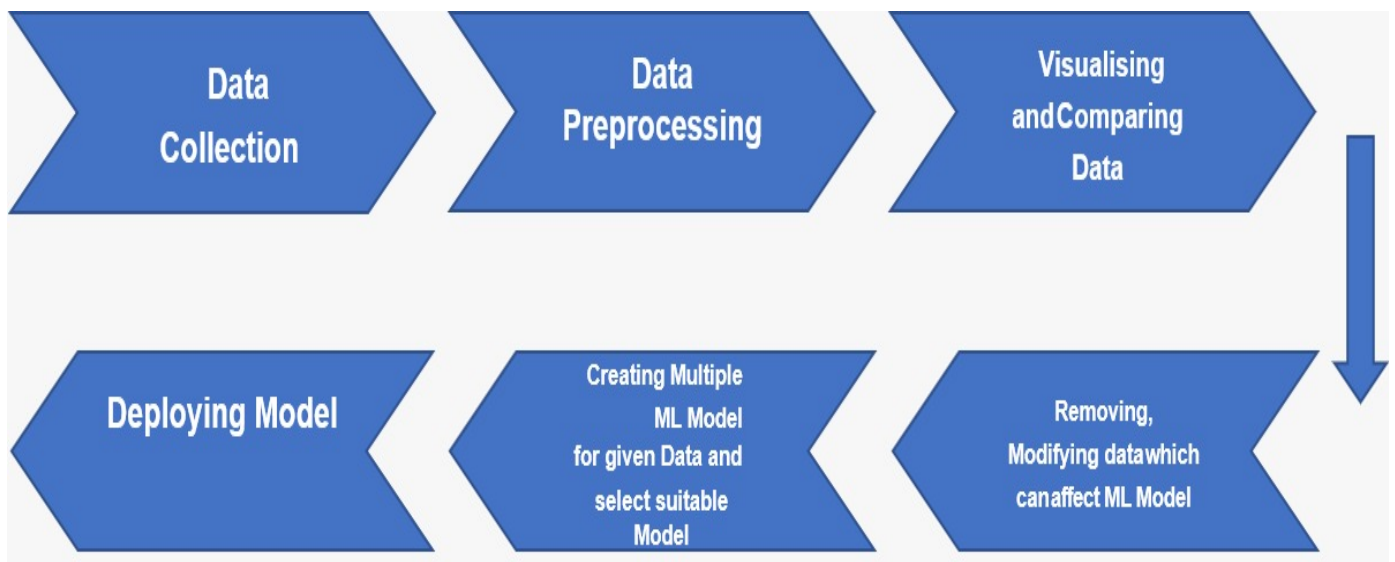 Data
Collection
Data
Preprocessing
Visualising
andComparing
Data
Removing,
Modifying datawhich
canaffect ML Model
Creating Multiple
ML Model
for given Data and
select suitable
Model
Deploying Model